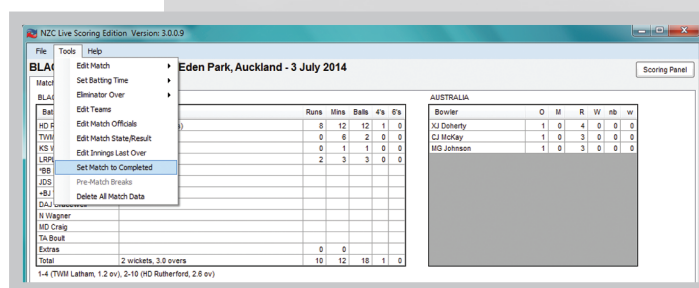 NZC Live Scoring Edition Version: 3.0.0.9
File Tools Help
Eden Park, Auckland - 3 July 2014
Scoring Panel
Edit Match
Set Batting Time
Eliminator Over
Edit Teams
Edit Match Officials
Edit Match State/Result
Edit Innings Last Over
Set Match to Completed
Pre-Match Breaks
Delete All Match Data
Runs Mins Balls 4's 6's
8 12 12 1 0
0 6 2 0 0
0 1 1 0 0
2 3 3 0 0
*BB
JDS
+BJ
N Wagner
MD Craig
TA Boult
Extras 0 0
Total 2 wickets, 3.0 overs 10 12 18 1 0
1-4 (TWM Latham, 1.2 ov), 2-10 (HD Rutherford, 2.6 ov)
AUSTRALIA
Bowler O M R W nb w
XJ Doherty 1 0 4 0 0 0
CJ McKay 1 0 3 0 0 0
MG Johnson 1 0 3 0 0 0